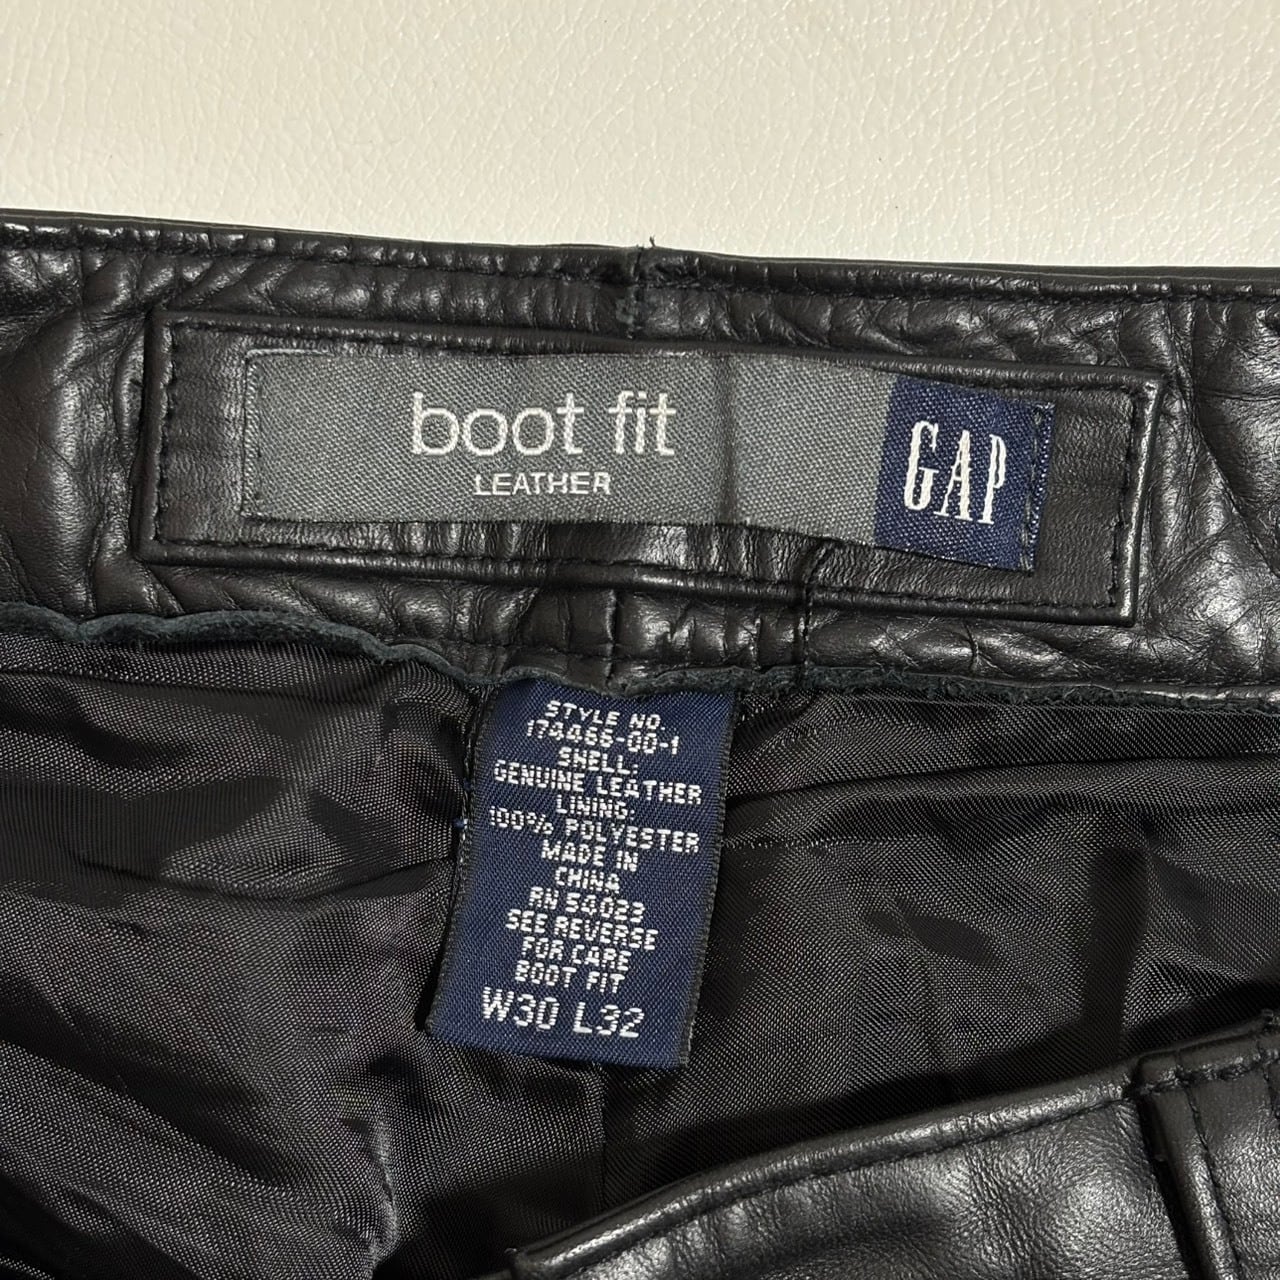 boot fit
LEATHER
GAP
STYLE NO.
174466-00-1
SHELL:
GENUINE LEATHER
LINING:
100% POLYESTER
MADE IN
CHINA
RN 54023
SEE REVERSE
FOR CARE
BOOT FIT
W30 L32